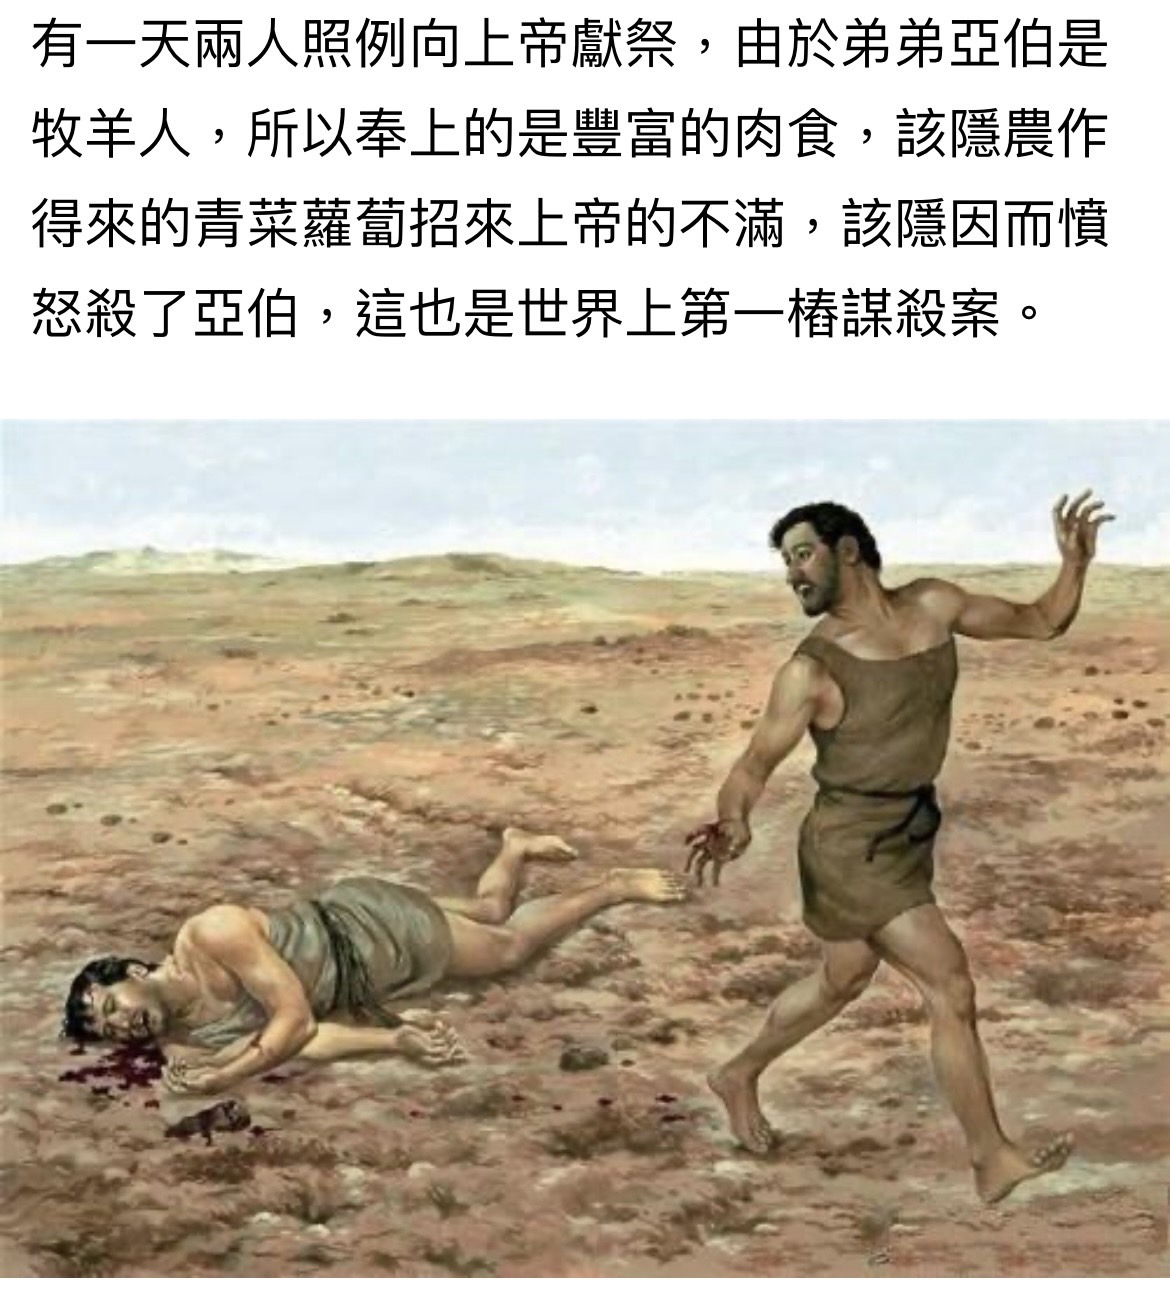 有一天兩人照例向上帝獻祭，由於弟弟亞伯是
牧羊人，所以奉上的是豐富的肉食，該隱農作
得來的青菜蘿蔔招來上帝的不滿，該隱因而憤
怒殺了亞伯，這也是世界上第一樁謀殺案。